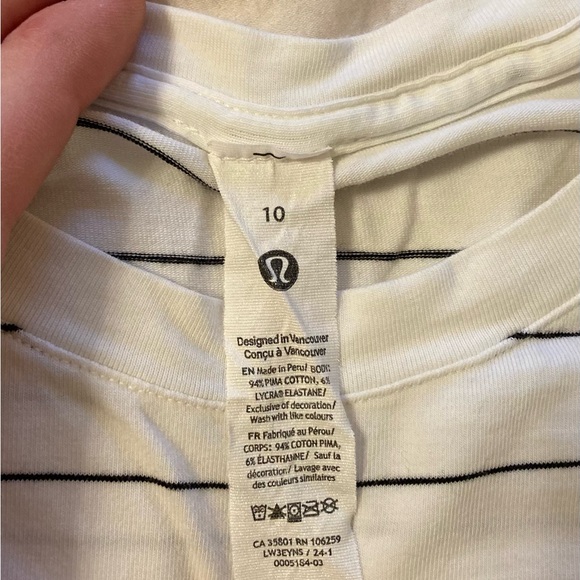 10
Designed in Vancouver
Conçu à Vancouver
EN Made in Peru/ BODY:
94% PIMA COTTON, 6%
LYCRA® ELASTANE/
Exclusive of decoration/
Wash with like colours
FR Fabriqué au Pérou/
CORPS: 94% COTON PIMA,
6% ÉLASTHANNE/ Sauf la
décoration/ Lavage avec
des couleurs similaires
CA 35801 RN 106259
LW3EYNS / 24-1
0005184-03